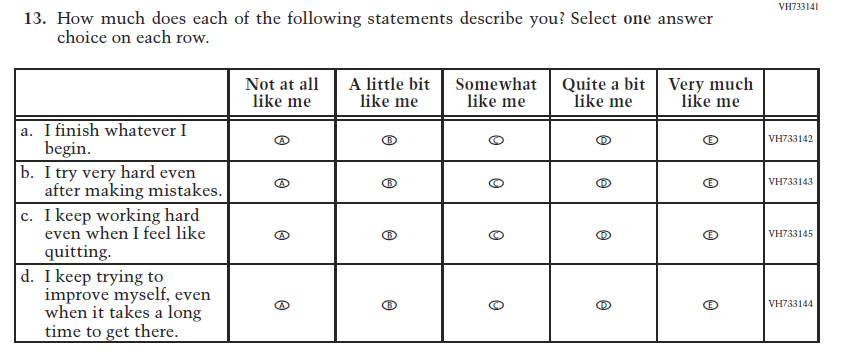 VH733141
13. How much does each of the following statements describe you? Select one answer
choice on each row.
Not at all like me
A little bit like me
Somewhat like me
Quite a bit like me
Very much like me
a. I finish whatever I
begin.
A B C D E VH733142
b. I try very hard even
after making mistakes.
A B C D E VH733143
c. I keep working hard
even when I feel like
quitting.
A B C D E VH733145
d. I keep trying to
improve myself, even
when it takes a long
time to get there.
A B C D E VH733144